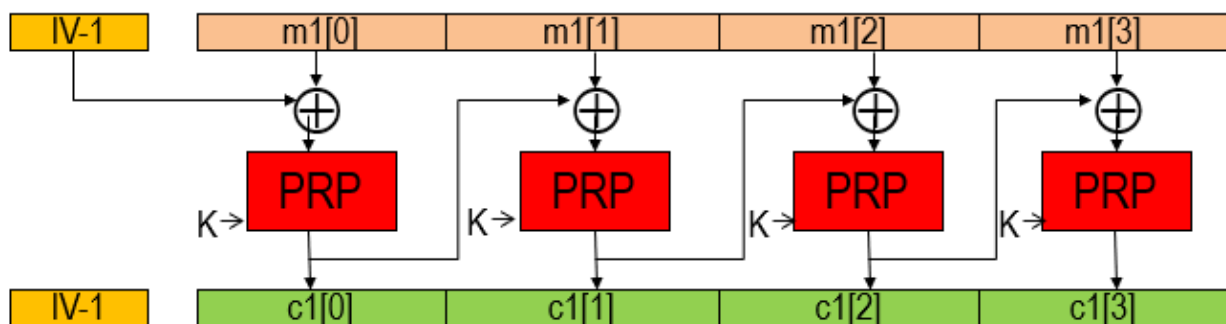 IV-1 m1[0] m1[1] m1[2] m1[3]
PRP PRP PRP PRP
K→ K→ K→ K→
IV-1 c1[0] c1[1] c1[2] c1[3]